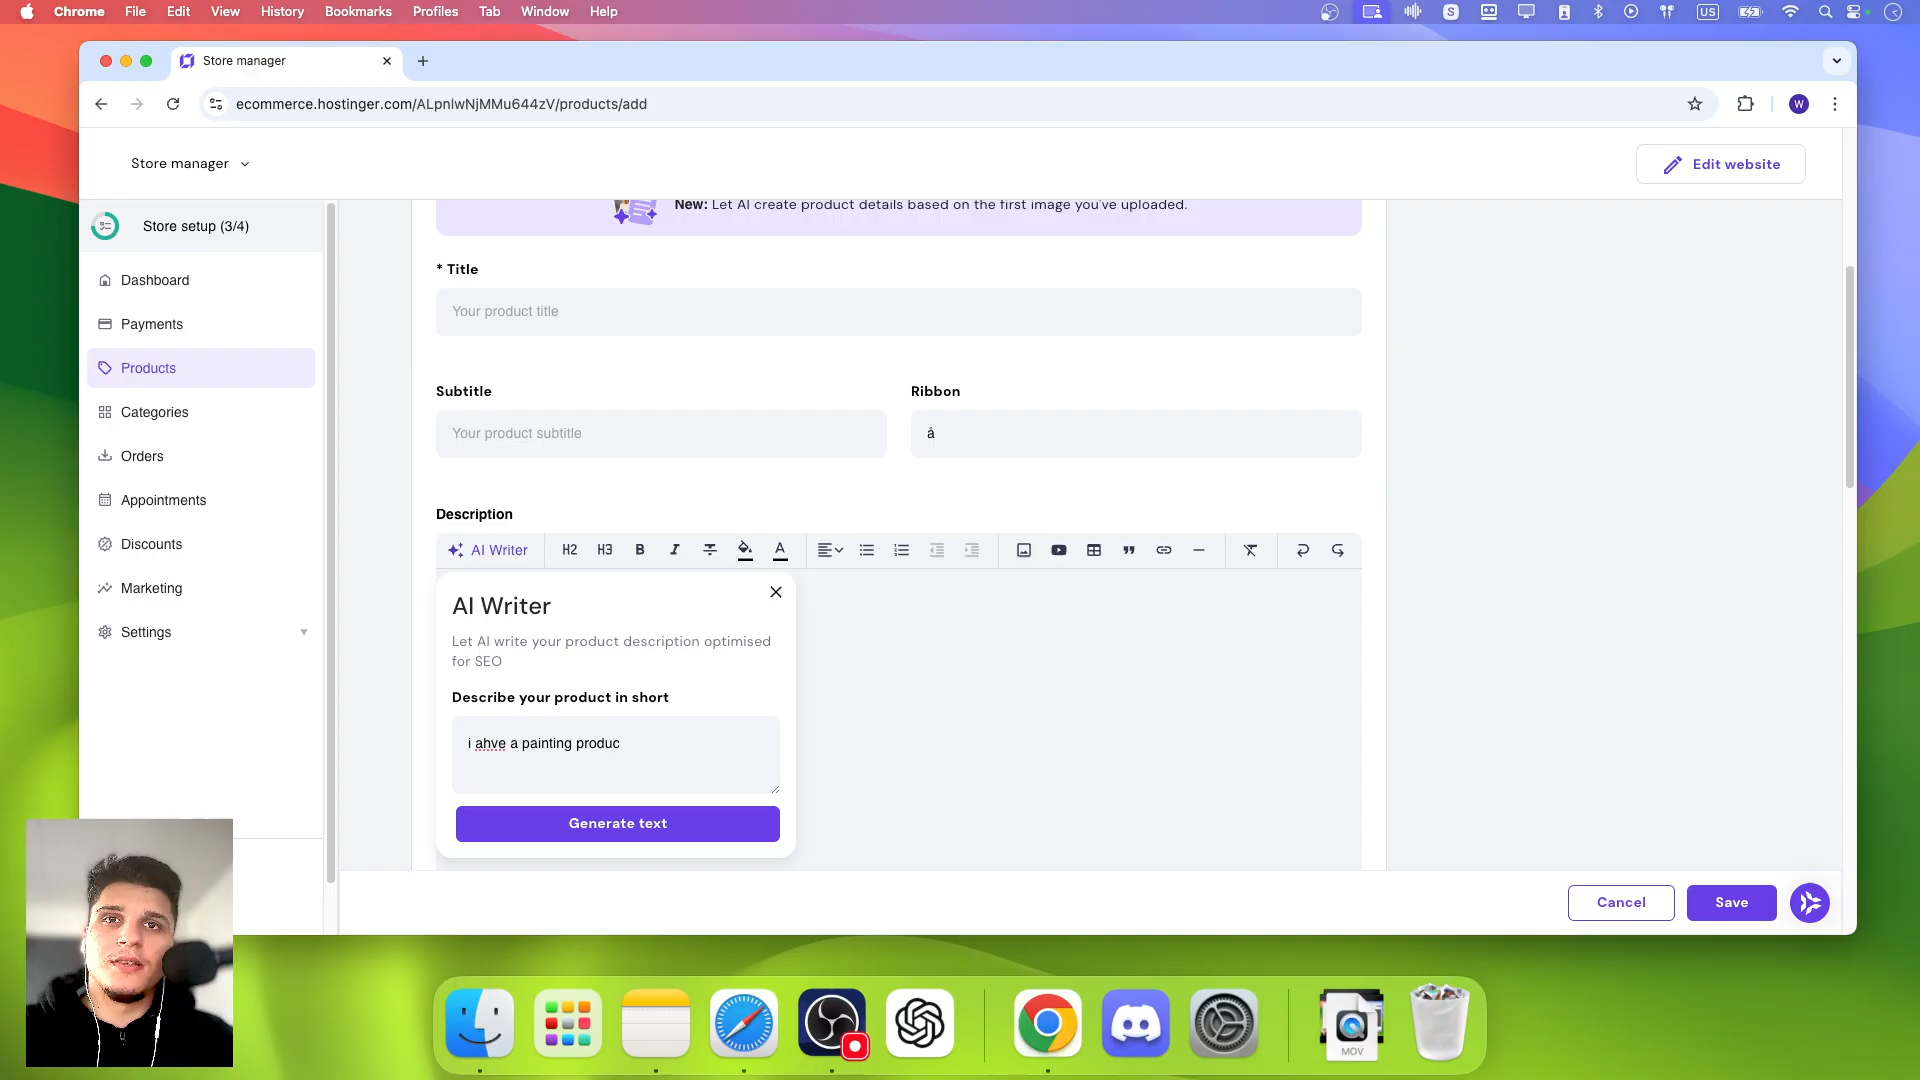 Chrome File Edit View History Bookmarks Profiles Tab Window Help
S
US
Store manager
ecommerce.hostinger.com/ALpnlwNjMMu644zV/products/add
W
Store manager
Edit website
Store setup (3/4)
New: Let AI create product details based on the first image you've uploaded.
Dashboard
Payments
Products
Categories
Orders
Appointments
Discounts
Marketing
Settings
* Title
Your product title
Subtitle
Ribbon
Your product subtitle
Description
AI Writer H2 H3 B I S A
AI Writer
Let AI write your product description optimised
for SEO
Describe your product in short
i ahve a painting produc
Generate text
Cancel
Save
MOV